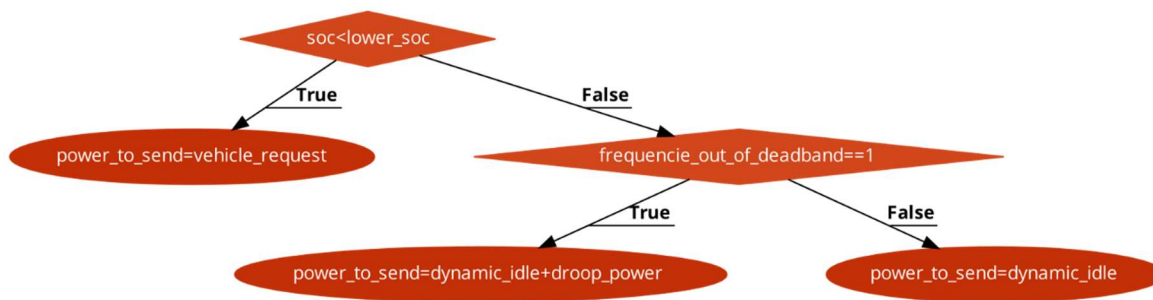 soc<lower_soc
True
False
power_to_send=vehicle_request
frequencie_out_of_deadband==1
True
False
power_to_send=dynamic_idle+droop_power
power_to_send=dynamic_idle